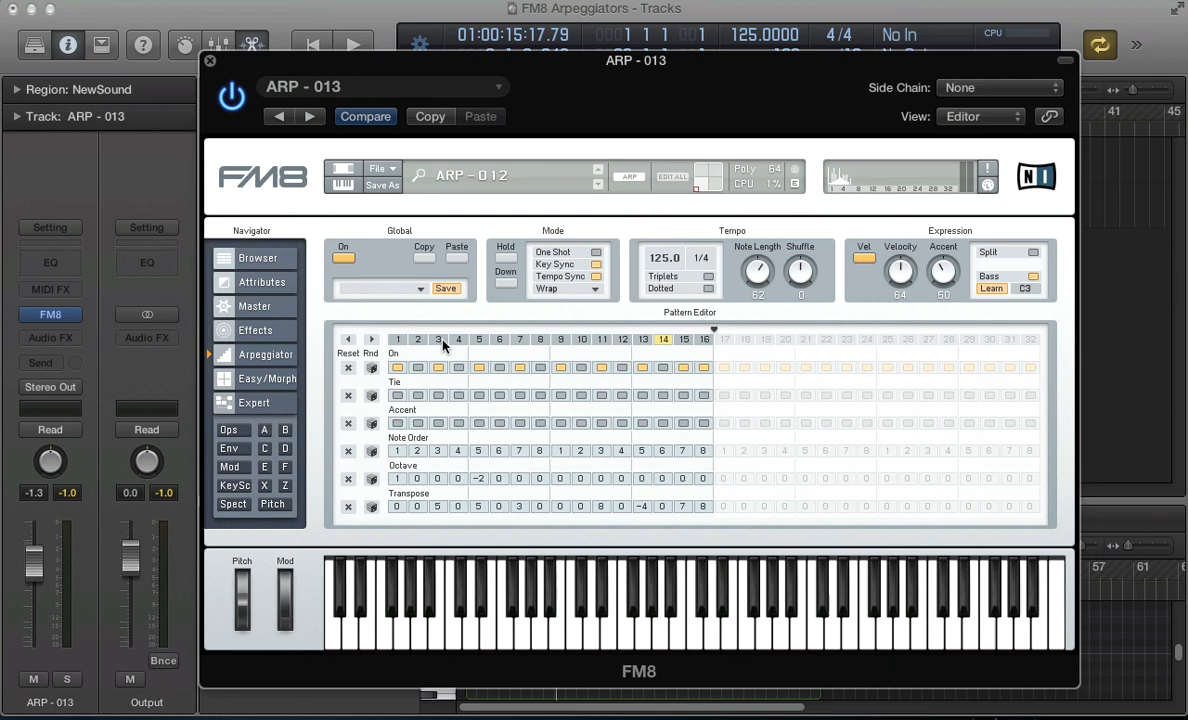 FM8 Arpeggiators - Tracks
01:00:15:17.79
1 1 1
125.0000
4/4
No In
CPU
ARP - 013
Region: NewSound
Track: ARP - 013
ARP - 013
Compare
Copy
Paste
Side Chain: None
View: Editor
41
45
FM8
File
Save As
ARP - 012
ARP
EDIT ALL
Poly 64
CPU 1%
1 4 8 12 16 20 24 28 32
NI
Setting
Setting
EQ
EQ
MIDI FX
FM8
Audio FX
Audio FX
Send
Stereo Out
Read
Read
-1.3
-1.0
0.0
-1.0
Navigator
Browser
Attributes
Master
Effects
Arpeggiator
Easy/Morph
Expert
Ops A B
Env C D
Mod E F
KeySc X Z
Spect Pitch
Global
On
Copy
Paste
Save
Mode
Hold
Down
One Shot
Key Sync
Tempo Sync
Wrap
Tempo
125.0 1/4
Triplets
Dotted
Note Length
62
Shuffle
0
Expression
Vel
Velocity
64
Accent
50
Split
Bass
Learn C3
Pattern Editor
1 2 3 4 5 6 7 8 9 10 11 12 13 14 15 16 17 18 19 20 21 22 23 24 25 26 27 28 29 30 31 32
Reset Rnd On
Tie
Accent
Note Order
1 2 3 4 5 6 7 8 1 2 3 4 5 6 7 8 1 2 3 4 5 6 7 8 1 2 3 4 5 6 7 8
Octave
1 0 0 0 -2 0 0 0 0 0 0 0 0 0 0 0 0 0 0 0 0 0 0 0 0 0 0 0 0 0 0 0
Transpose
0 0 5 0 5 0 3 0 0 0 8 0 -4 0 7 8 0 0 0 0 0 0 0 0 0 0 0 0 0 0 0 0
57
61
Pitch
Mod
Bnce
M
S
M
ARP - 013
Output
FM8